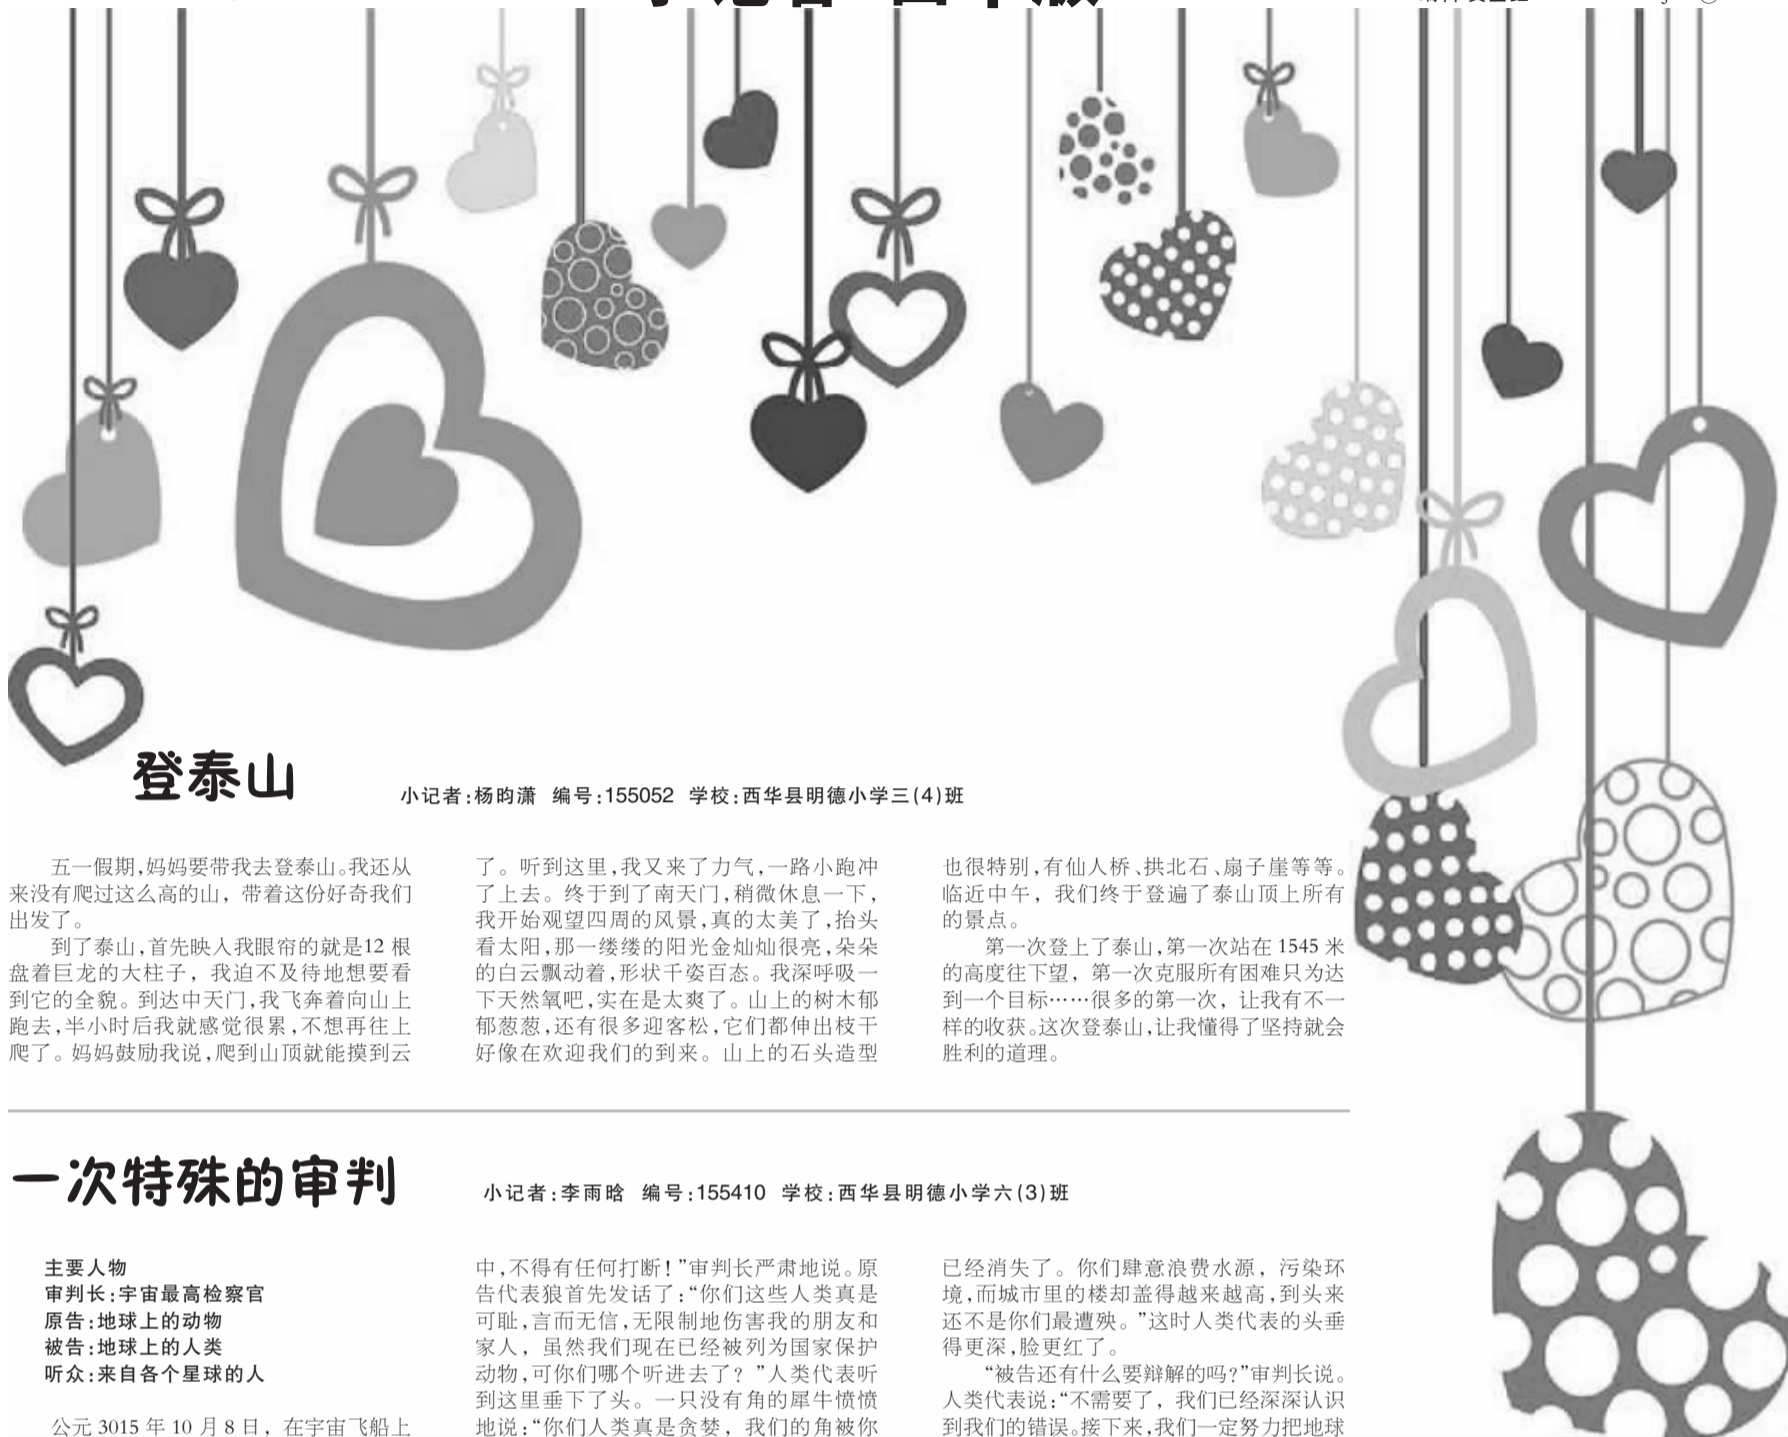 登泰山
小记者:杨昀潇 编号:155052 学校:西华县明德小学三(4)班
五一假期,妈妈要带我去登泰山。我还从
来没有爬过这么高的山，带着这份好奇我们
出发了。
到了泰山,首先映入我眼帘的就是12 根
盘着巨龙的大柱子，我迫不及待地想要看
到它的全貌。到达中天门,我飞奔着向山上
跑去,半小时后我就感觉很累,不想再往上
爬了。妈妈鼓励我说,爬到山顶就能摸到云
了。听到这里,我又来了力气,一路小跑冲
了上去。终于到了南天门,稍微休息一下,
我开始观望四周的风景,真的太美了,抬头
看太阳,那一缕缕的阳光金灿灿很亮,朵朵
的白云飘动着,形状千姿百态。我深呼吸一
下天然氧吧,实在是太爽了。山上的树木郁
郁葱葱,还有很多迎客松,它们都伸出枝干
好像在欢迎我们的到来。山上的石头造型
也很特别,有仙人桥、拱北石、扇子崖等等。
临近中午，我们终于登遍了泰山顶上所有
的景点。
第一次登上了泰山,第一次站在 1545 米
的高度往下望，第一次克服所有困难只为达
到一个目标……很多的第一次，让我有不一
样的收获。这次登泰山,让我懂得了坚持就会
胜利的道理。
一次特殊的审判
小记者:李雨晗 编号:155410 学校:西华县明德小学六(3)班
主要人物
审判长:宇宙最高检察官
原告:地球上的动物
被告:地球上的人类
听众:来自各个星球的人
公元 3015 年 10 月 8 日，在宇宙飞船上
中,不得有任何打断！”审判长严肃地说。原
告代表狼首先发话了:“你们这些人类真是
可耻,言而无信,无限制地伤害我的朋友和
家人，虽然我们现在已经被列为国家保护
动物,可你们哪个听进去了？”人类代表听
到这里垂下了头。一只没有角的犀牛愤愤
地说:“你们人类真是贪婪，我们的角被你
已经消失了。你们肆意浪费水源，污染环
境,而城市里的楼却盖得越来越高,到头来
还不是你们最遭殃。”这时人类代表的头垂
得更深,脸更红了。
“被告还有什么要辩解的吗?”审判长说。
人类代表说:“不需要了，我们已经深深认识
到我们的错误。接下来,我们一定努力把地球